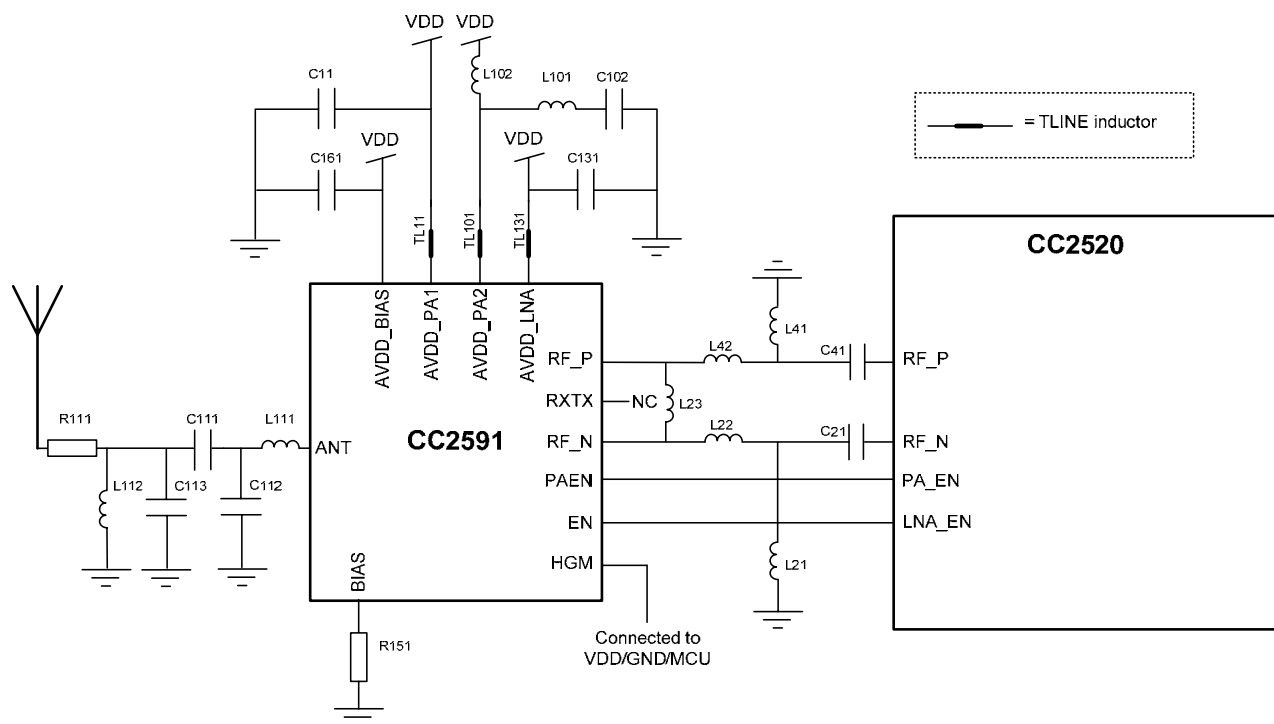 VDD VDD
L102
C11
L101
C102
VDD
VDD
C161
C131
= TLINE inductor
TL11
TL101
TL131
CC2520
AVDD_BIAS
AVDD_PA1
AVDD_PA2
AVDD_LNA
L41
RF_P
L42
C41
RF_P
RXTX
NC
L23
R111
C111
L111
ANT
CC2591
RF_N
L22
C21
RF_N
L112
C113
C112
PAEN
PA_EN
EN
LNA_EN
HGM
L21
BIAS
Connected to
VDD/GND/MCU
R151